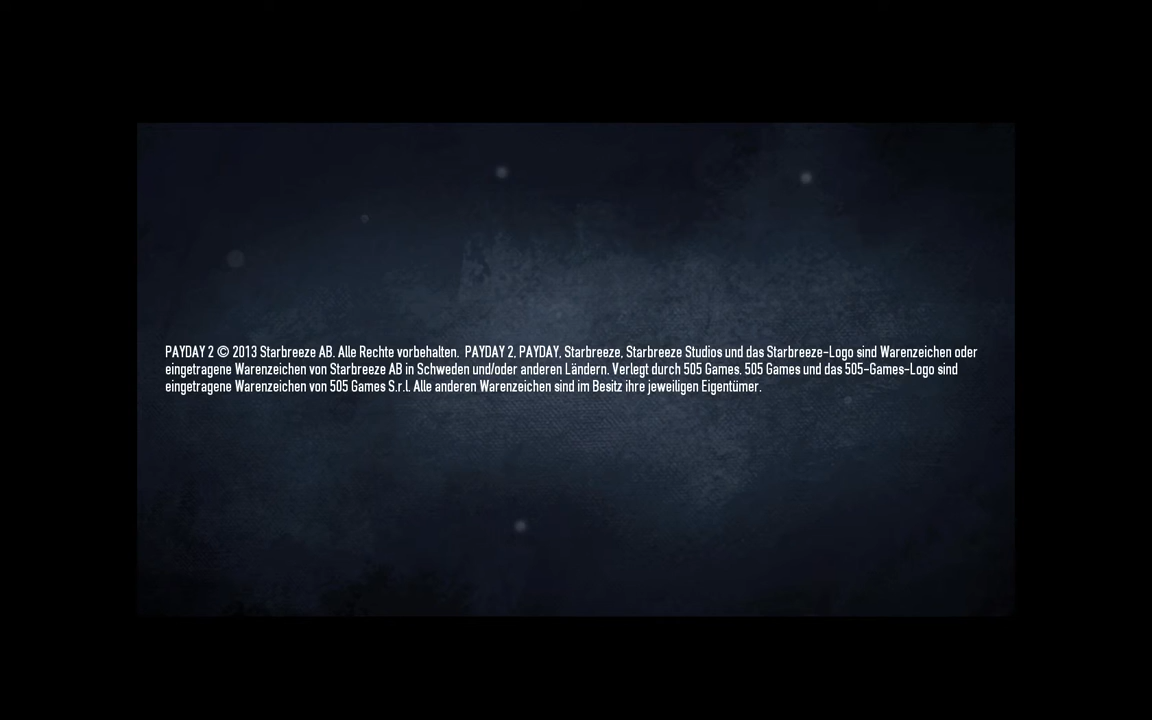 PAYDAY 2 © 2013 Starbreeze AB. Alle Rechte vorbehalten.  PAYDAY 2, PAYDAY, Starbreeze, Starbreeze Studios und das Starbreeze-Logo sind Warenzeichen oder
eingetragene Warenzeichen von Starbreeze AB in Schweden und/oder anderen Ländern. Verlegt durch 505 Games. 505 Games und das 505-Games-Logo sind
eingetragene Warenzeichen von 505 Games S.r.l. Alle anderen Warenzeichen sind im Besitz ihre jeweiligen Eigentümer.